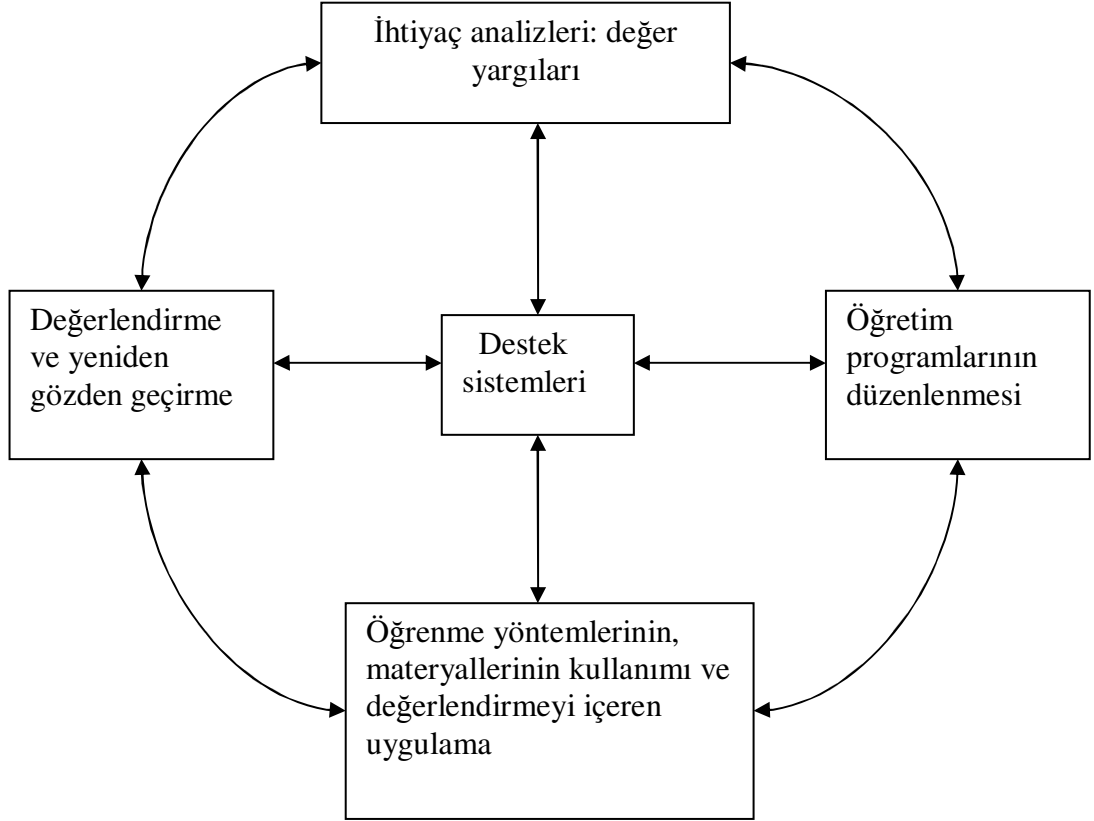 İhtiyaç analizleri: değer
yargıları
Değerlendirme
ve yeniden
gözden geçirme
Destek
sistemleri
Öğretim
programlarının
düzenlenmesi
Öğrenme yöntemlerinin,
materyallerinin kullanımı ve
değerlendirmeyi içeren
uygulama